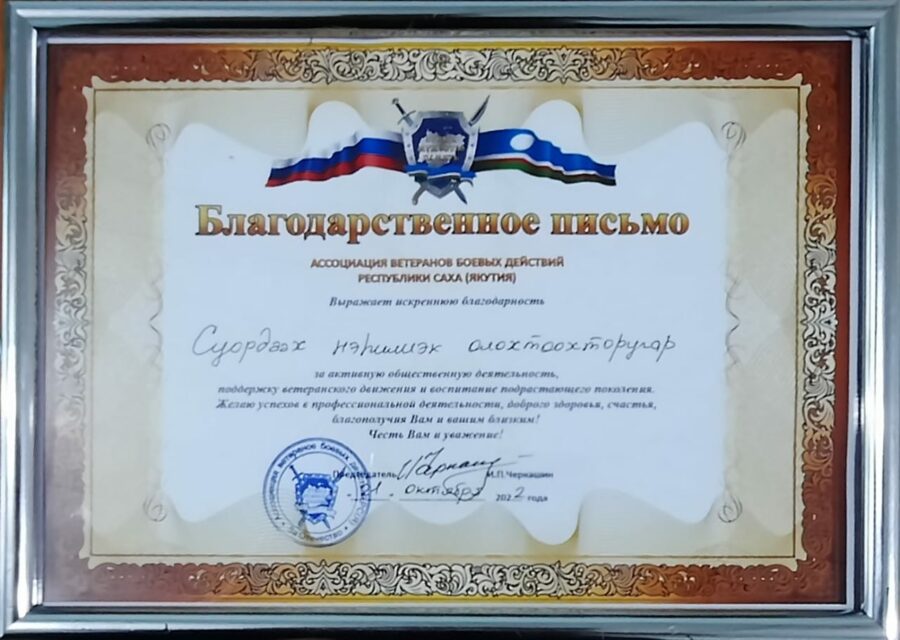 Благодарственное письмо
АССОЦИАЦИЯ ВЕТЕРАНОВ БОЕВЫХ ДЕЙСТВИЙ
РЕСПУБЛИКИ САХА (ЯКУТИЯ)
Выражает искреннюю благодарность
Суордаах нэһилиэк олохтоохторугар
за активную общественную деятельность,
поддержку ветеранского движения и воспитание подрастающего поколения.
Желаю успехов в профессиональной деятельности, доброго здоровья, счастья,
благополучия Вам и вашим близким!
Честь Вам и уважение!
Председатель И.П.Черкашин
октября 2022 года